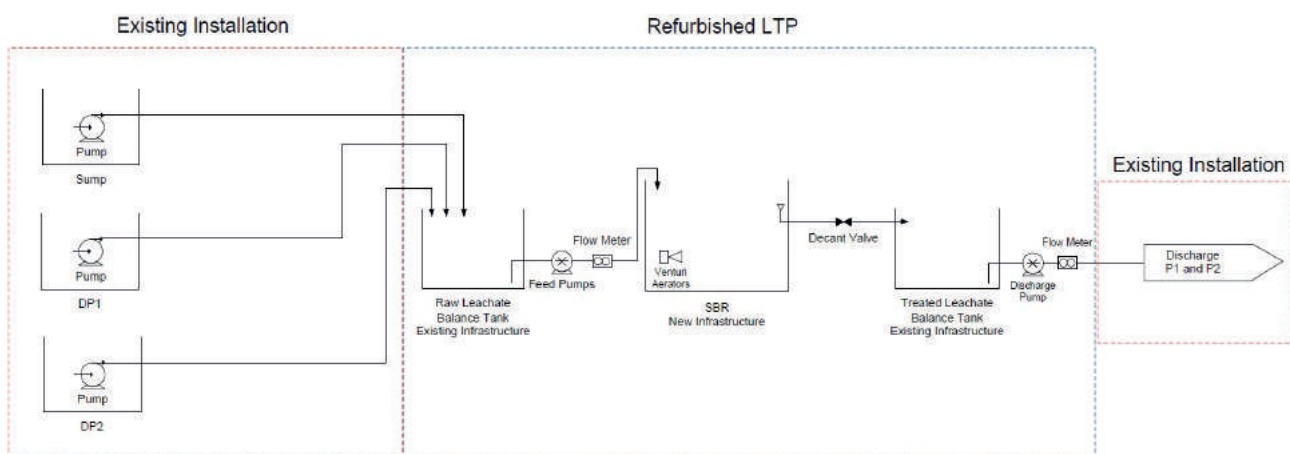 Existing Installation
Refurbished LTP
Pump
Sump
Pump
DP1
Pump
DP2
Raw Leachate
Balance Tank
Existing Infrastructure
Flow Meter
Feed Pumps
Venturi
Aerators
SBR
New Infrastructure
Decant Valve
Treated Leachate
Balance Tank
Existing Infrastructure
Flow Meter
Discharge
Pump
Existing Installation
Discharge
P1 and P2